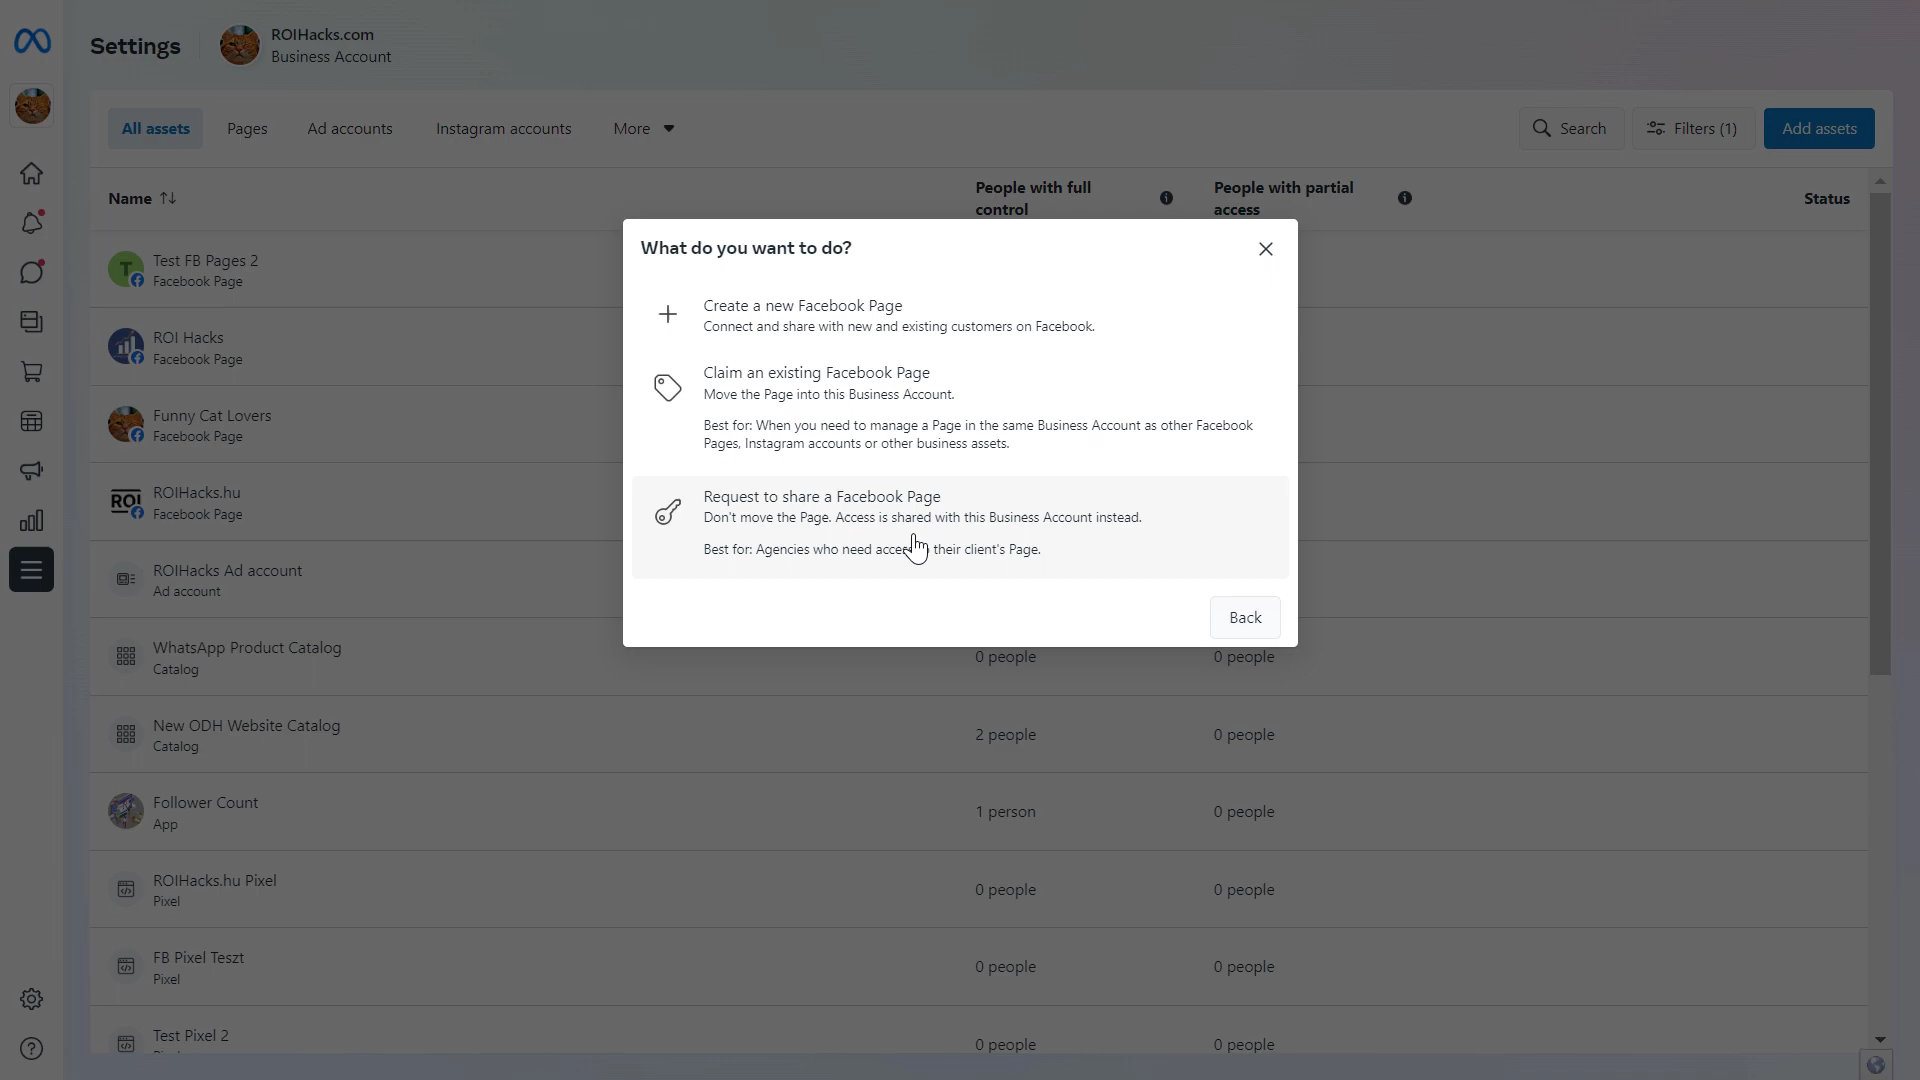 Settings
ROIHacks.com
Business Account
All assets
Pages
Ad accounts
Instagram accounts
More
Search
Filters (1)
Add assets
Name
People with full
control
People with partial
access
Status
Test FB Pages 2
Facebook Page
ROI Hacks
Facebook Page
Funny Cat Lovers
Facebook Page
ROI
ROIHacks.hu
Facebook Page
ROIHacks Ad account
Ad account
WhatsApp Product Catalog
Catalog
0 people
0 people
New ODH Website Catalog
Catalog
2 people
0 people
Follower Count
App
1 person
0 people
ROIHacks.hu Pixel
Pixel
0 people
0 people
FB Pixel Teszt
Pixel
0 people
0 people
Test Pixel 2
0 people
0 people
What do you want to do?
Create a new Facebook Page
Connect and share with new and existing customers on Facebook.
Claim an existing Facebook Page
Move the Page into this Business Account.
Best for: When you need to manage a Page in the same Business Account as other Facebook
Pages, Instagram accounts or other business assets.
Request to share a Facebook Page
Don't move the Page. Access is shared with this Business Account instead.
Best for: Agencies who need their client's Page.
Back
T